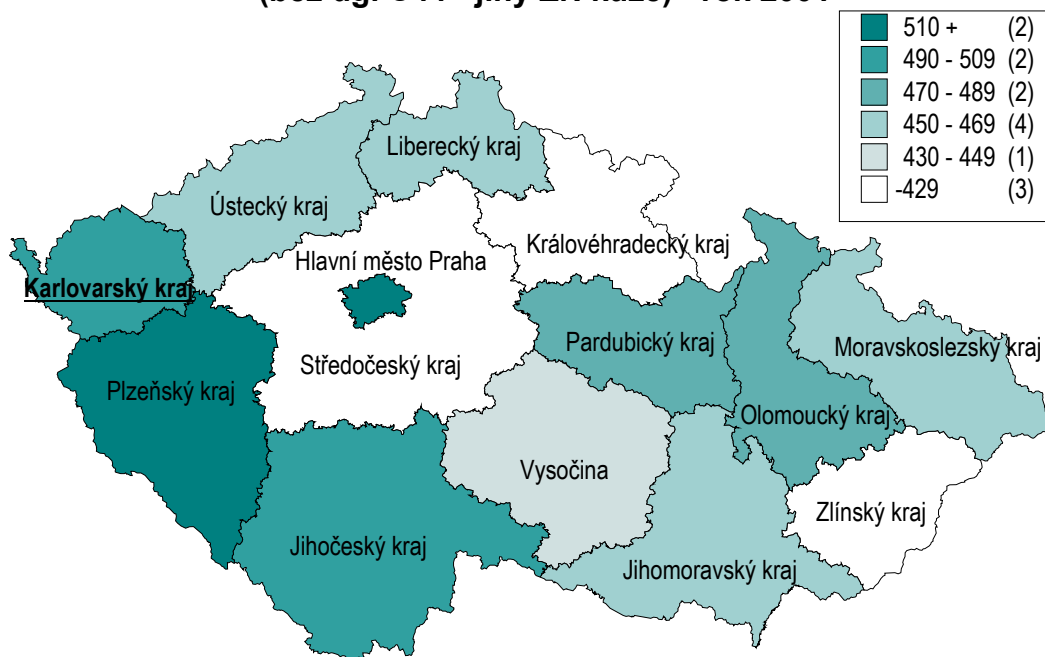 510 + (2)
490 - 509 (2)
470 - 489 (2)
450 - 469 (4)
430 - 449 (1)
-429 (3)
Liberecký kraj
Ústecký kraj
Královéhradecký kraj
Hlavní město Praha
Karlovarský kraj
Pardubický kraj
Moravskoslezský kraj
Středočeský kraj
Plzeňský kraj
Olomoucký kraj
Vysočina
Zlínský kraj
Jihočeský kraj
Jihomoravský kraj